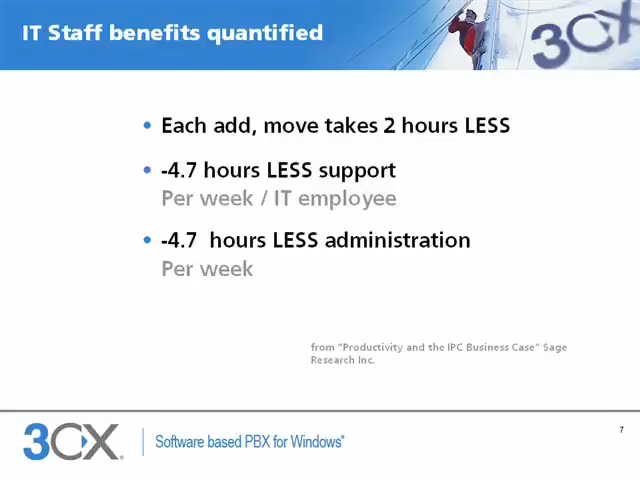 IT Staff benefits quantified
3CX
• Each add, move takes 2 hours LESS
• -4.7 hours LESS support
Per week / IT employee
• -4.7 hours LESS administration
Per week
from "Productivity and the IPC Business Case" Sage
Research Inc.
3CX®
Software based PBX for Windows®
7